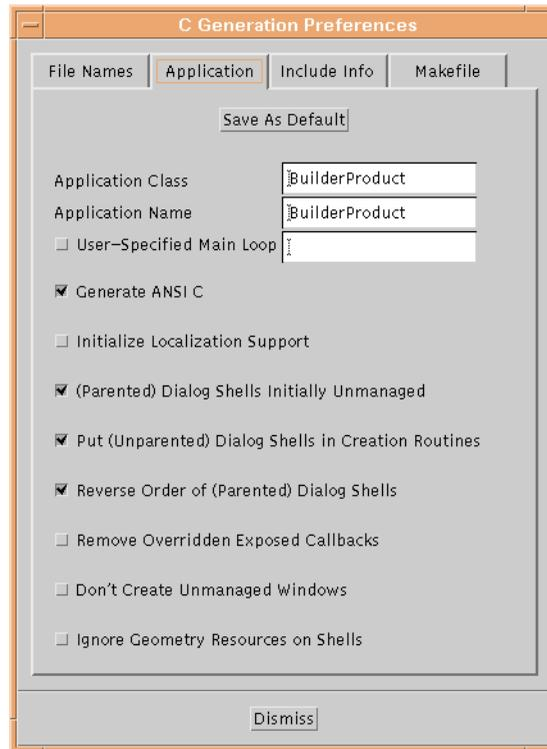 C Generation Preferences
File Names Application Include Info Makefile
Save As Default
Application Class BuilderProduct
Application Name BuilderProduct
User-Specified Main Loop
Generate ANSI C
Initialize Localization Support
(Parented) Dialog Shells Initially Unmanaged
Put (Unparented) Dialog Shells in Creation Routines
Reverse Order of (Parented) Dialog Shells
Remove Overridden Exposed Callbacks
Don't Create Unmanaged Windows
Ignore Geometry Resources on Shells
Dismiss